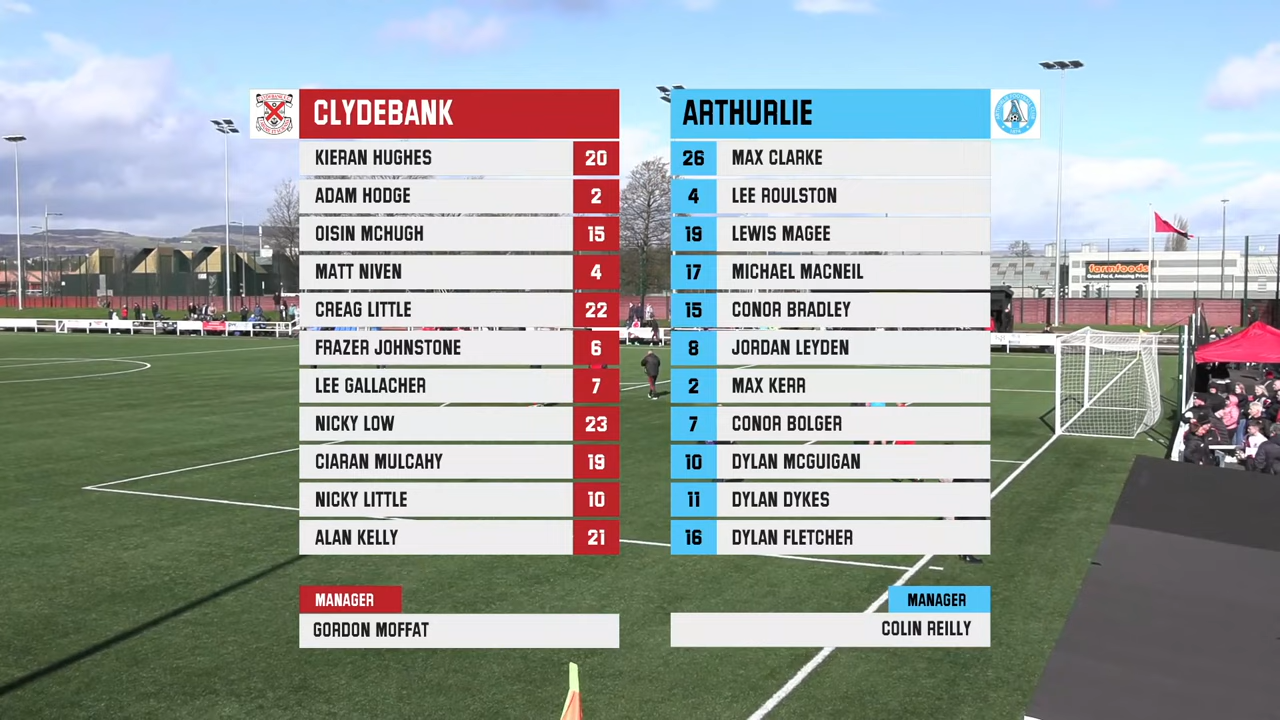 CLYDEBANK
KIERAN HUGHES 20
ADAM HODGE 2
OISIN MCHUGH 15
MATT NIVEN 4
CREAG LITTLE 22
FRAZER JOHNSTONE 6
LEE GALLACHER 7
NICKY LOW 23
CIARAN MULCAHY 19
NICKY LITTLE 10
ALAN KELLY 21
MANAGER
GORDON MOFFAT
ARTHURLIE
26 MAX CLARKE
4 LEE ROULSTON
19 LEWIS MAGEE
17 MICHAEL MACNEIL
15 CONOR BRADLEY
8 JORDAN LEYDEN
2 MAX KERR
7 CONOR BOLGER
10 DYLAN MCGUIGAN
11 DYLAN DYKES
16 DYLAN FLETCHER
MANAGER
COLIN REILLY
farmfoods